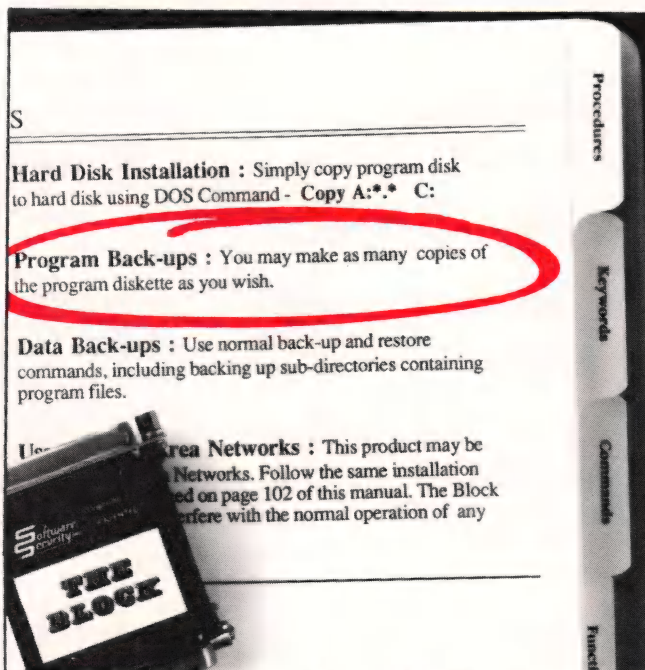 S
Hard Disk Installation : Simply copy program disk
to hard disk using DOS Command - Copy A:*.* C:
Program Back-ups : You may make as many copies of
the program diskette as you wish.
Data Back-ups : Use normal back-up and restore
commands, including backing up sub-directories containing
program files.
rea Networks : This product may be
Networks. Follow the same installation
ed on page 102 of this manual. The Block
erfere with the normal operation of any
Software
Security
THE
BLOCK
Procedures
Keywords
Commands
Funct